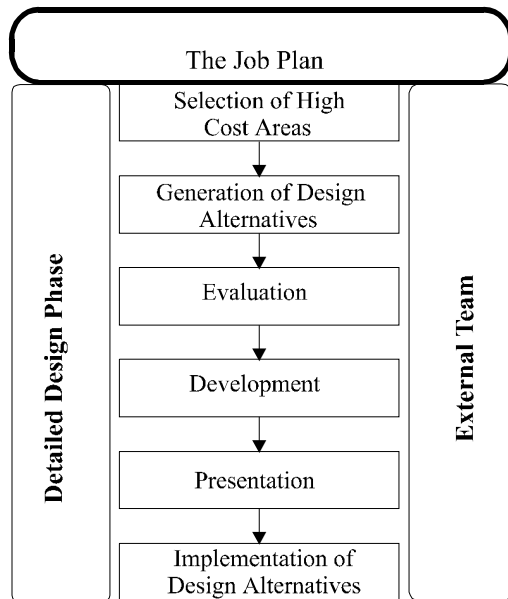 The Job Plan
Selection of High
Cost Areas
Generation of Design
Alternatives
Evaluation
Development
Presentation
Implementation of
Design Alternatives
Detailed Design Phase
External Team